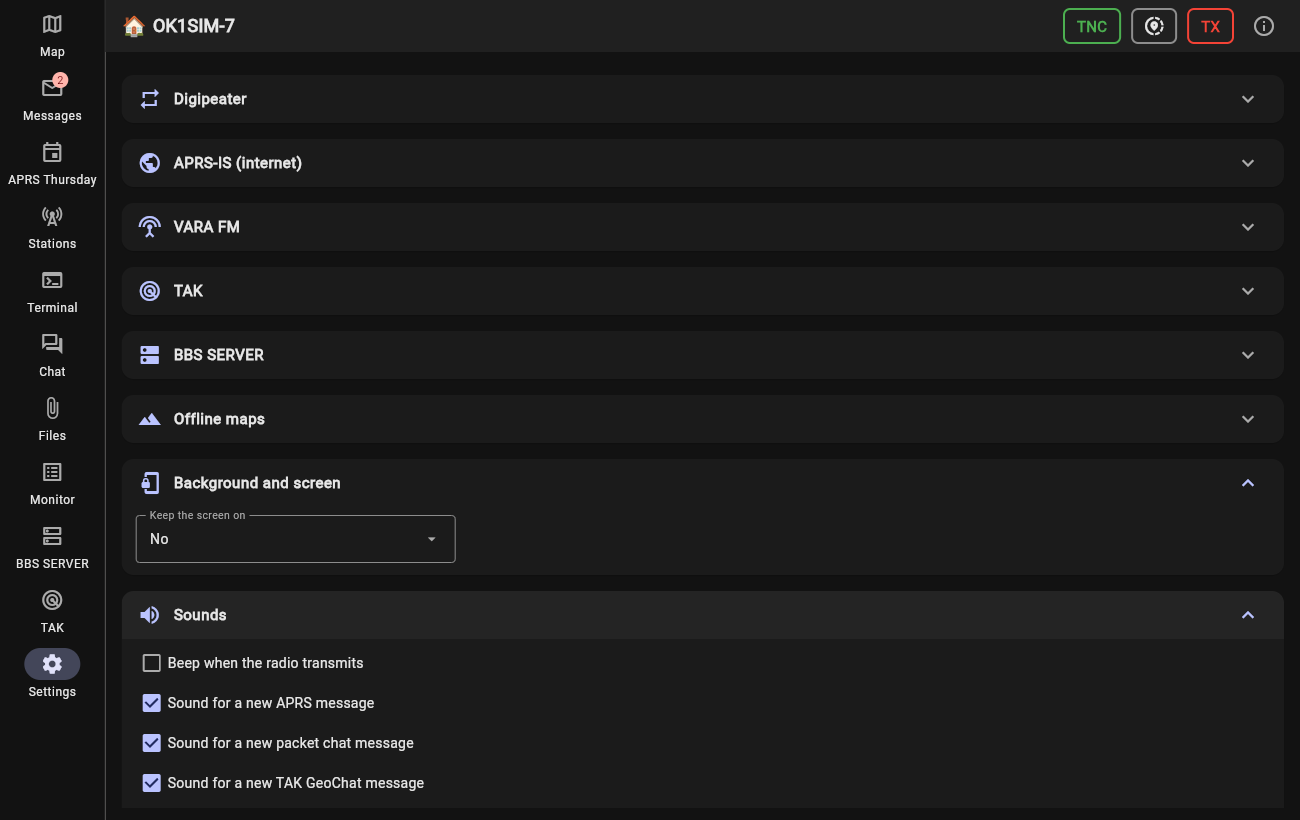 OK1SIM-7
TNC
TX
Map
2
Messages
APRS Thursday
Stations
Terminal
Chat
Files
Monitor
BBS SERVER
TAK
Settings
Digipeater
APRS-IS (internet)
VARA FM
TAK
BBS SERVER
Offline maps
Background and screen
Keep the screen on
No
Sounds
Beep when the radio transmits
Sound for a new APRS message
Sound for a new packet chat message
Sound for a new TAK GeoChat message